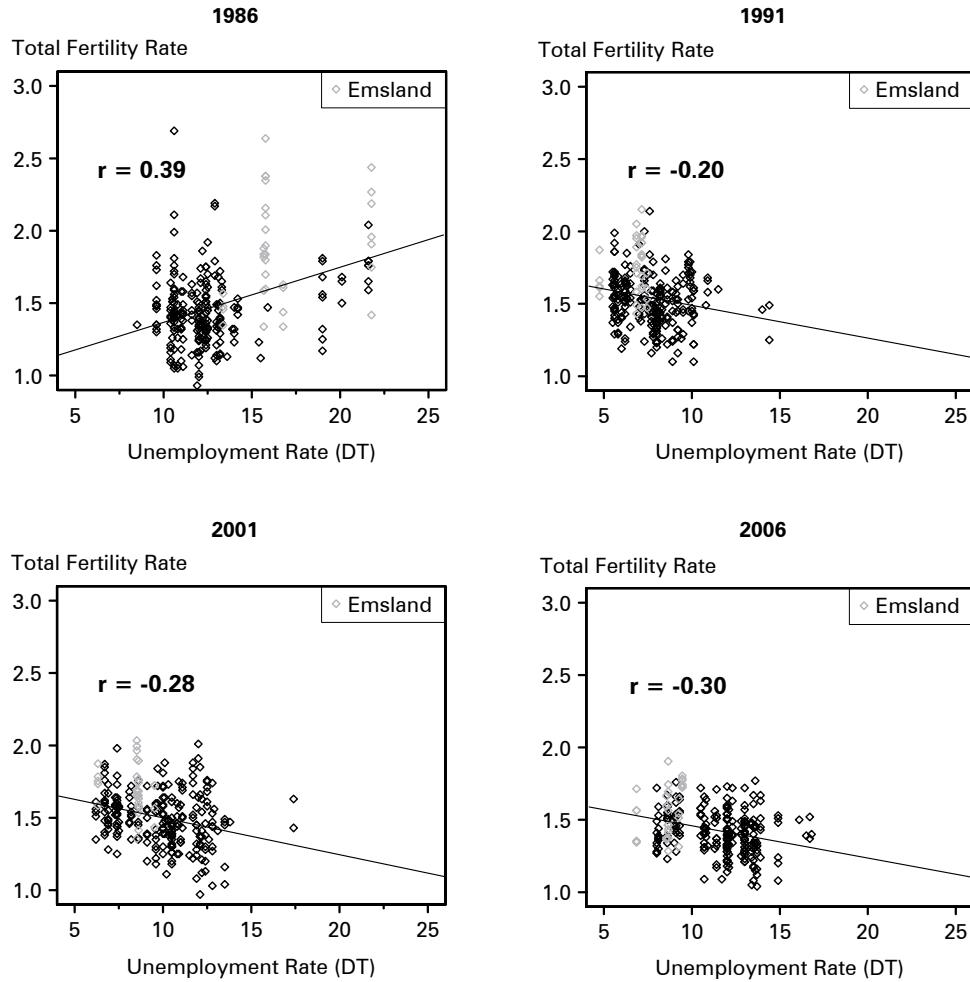 1986
Total Fertility Rate
Emsland
r = 0.39
3.0
2.5
2.0
1.5
1.0
5 10 15 20 25
Unemployment Rate (DT)
1991
Total Fertility Rate
Emsland
r = -0.20
3.0
2.5
2.0
1.5
1.0
5 10 15 20 25
Unemployment Rate (DT)
2001
Total Fertility Rate
Emsland
r = -0.28
3.0
2.5
2.0
1.5
1.0
5 10 15 20 25
Unemployment Rate (DT)
2006
Total Fertility Rate
Emsland
r = -0.30
3.0
2.5
2.0
1.5
1.0
5 10 15 20 25
Unemployment Rate (DT)